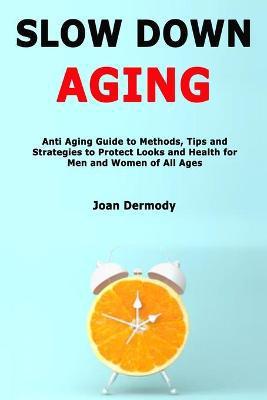 SLOW DOWN
AGING
Anti Aging Guide to Methods, Tips and
Strategies to Protect Looks and Health for
Men and Women of All Ages
Joan Dermody